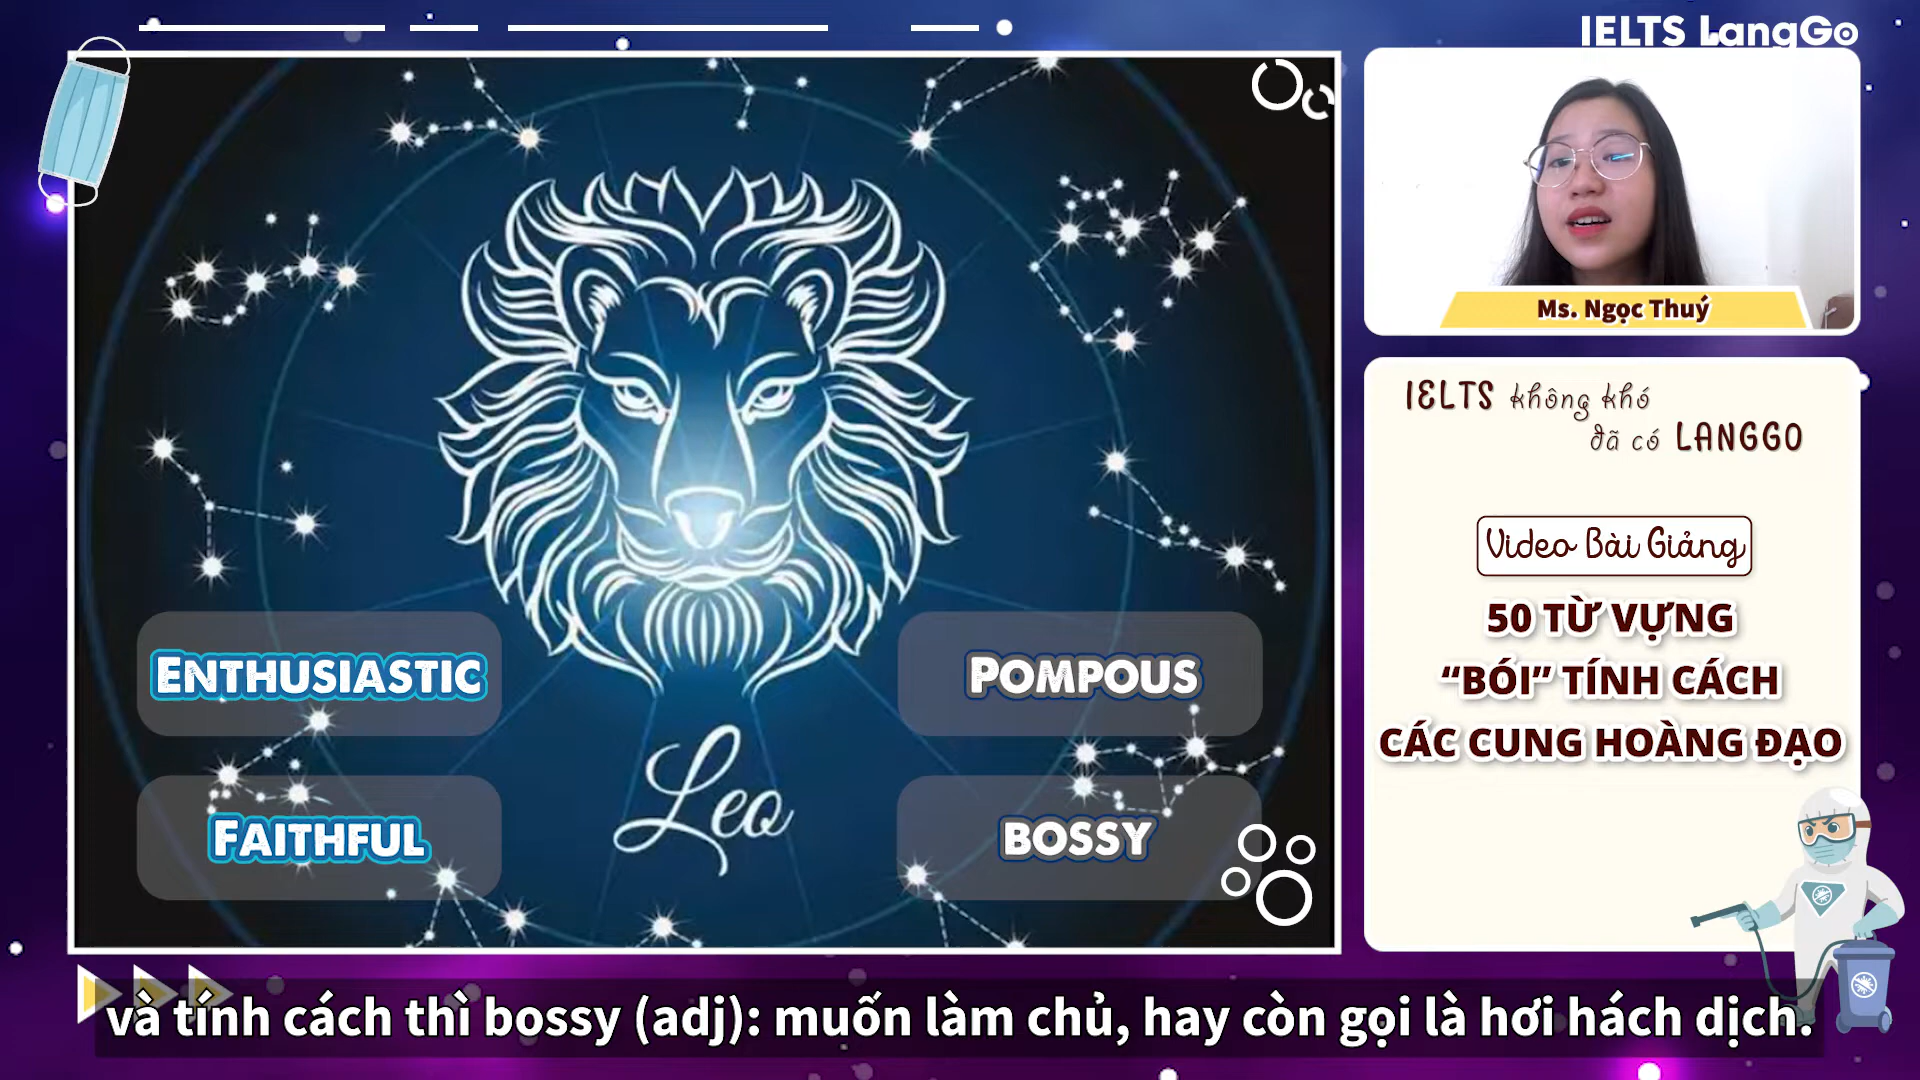 IELTS LangGo
Ms. Ngọc Thuý
IELTS không khó
đã có LANGGO
Video Bài Giảng
50 TỪ VỰNG
“BÓI” TÍNH CÁCH
CÁC CUNG HOÀNG ĐẠO
ENTHUSIASTIC
POMPOUS
FAITHFUL
BOSSY
Leo
và tính cách thì bossy (adj): muốn làm chủ, hay còn gọi là hơi hách dịch.